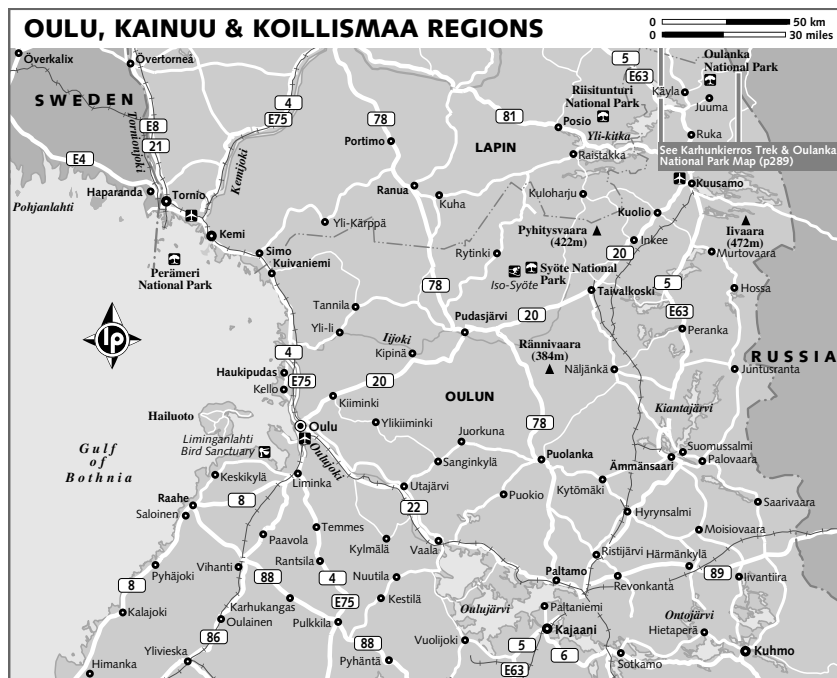 OULU, KAINUU & KOILLISMAA REGIONS
0 50 km
0 30 miles
Överkalix
Övertorneå
SWEDEN
Tornionjoki
E8
21
E4
4
E75
Kemijoki
78
Portimo
81
LAPIN
5
E63
Oulanka
National Park
Käyla
Juuma
Riisitunturi
National Park
Posio
Yli-kitka
Ruka
Raistakka
See Karhunkierros Trek & Oulanka
National Park Map (p289)
Haparanda
Tornio
Pohjanlahti
Ranua
Kuha
Kuloharju
Kuusamo
Kuolio
Kemi
Yli-Kärppä
Pyhitysvaara
(422m)
Iivaara
(472m)
Inkee
20
Murtovaara
Simo
Kuivaniemi
Perämeri
National Park
Rytinki
Iso-Syöte
Syöte National
Park
Taivalkoski
5
Hossa
78
E63
Tannila
Pudasjärvi
20
Peranka
Yli-li
Iijoki
Kipinä
Rännivaara
(384m)
RUSSIA
lp
4
E75
Haukipudas
Kello
20
Näljänkä
Juntusranta
Kiiminki
OULUN
Kiantajärvi
Hailuoto
Oulu
Ylikiiminki
78
Liminganlahti
Bird Sanctuary
Oulujoki
Juorkuna
Suomussalmi
Gulf
of
Bothnia
Sanginkylä
Puolanka
Ämmänsaari
Palovaara
Keskikylä
Liminka
Utajärvi
Kytömäki
Raahe
8
Puokio
Saloinen
22
Hyrynsalmi
Saarivaara
Temmes
Moisiovaara
Paavola
Kylmälä
Vaala
Ristijärvi
Härmänkylä
Pyhäjoki
Vihanti
Rantsila
88
4
Nuutila
Paltamo
Revonkanta
89
Iivantiira
8
Kalajoki
Karhukangas
Oulainen
E75
Kestilä
Oulujärvi
Paltaniemi
Ontojärvi
Pulkkila
Kajaani
Hietaperä
86
88
Vuolijoki
5
Kuhmo
Ylivieska
Pyhäntä
6
E63
Sotkamo
Himanka